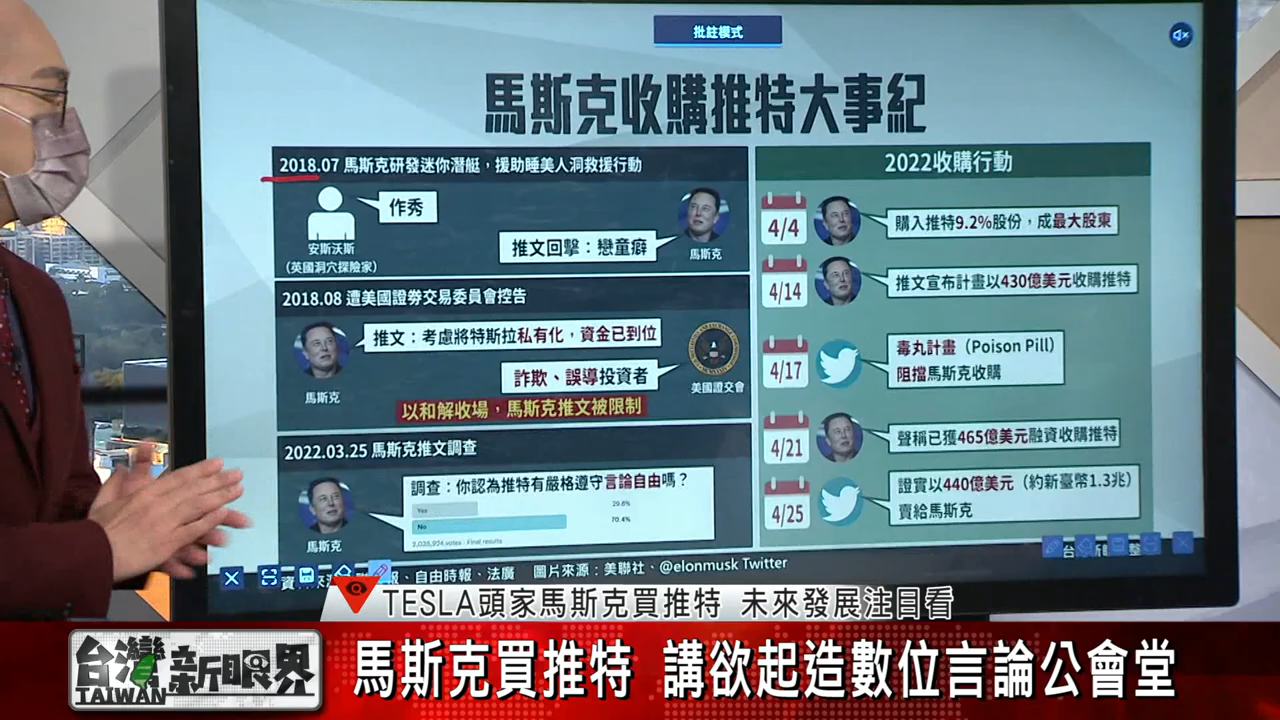 批註模式
馬斯克收購推特大事紀
2018.07 馬斯克研發迷你潛艇，援助睡美人洞救援行動
作秀
安斯沃斯
（英國洞穴探險家）
推文回擊：戀童癖
馬斯克
2018.08 遭美國證券交易委員會控告
推文：考慮將特斯拉私有化，資金已到位
馬斯克
詐欺、誤導投資者
美國證交會
以和解收場，馬斯克推文被限制
2022.03.25 馬斯克推文調查
調查：你認為推特有嚴格遵守言論自由嗎？
Yes 29.6%
No 70.4%
2,035,924 votes · Final results
馬斯克
2022收購行動
4/4 購入推特9.2%股份，成最大股東
4/14 推文宣布計畫以430億美元收購推特
4/17 毒丸計畫（Poison Pill）
阻擋馬斯克收購
4/21 聲稱已獲465億美元融資收購推特
4/25 證實以440億美元（約新臺幣1.3兆）
賣給馬斯克
報、自由時報、法廣 圖片來源：美聯社、@elonmusk Twitter
TESLA頭家馬斯克買推特 未來發展注目看
台灣新眼界
TAIWAN
馬斯克買推特 講欲起造數位言論公會堂